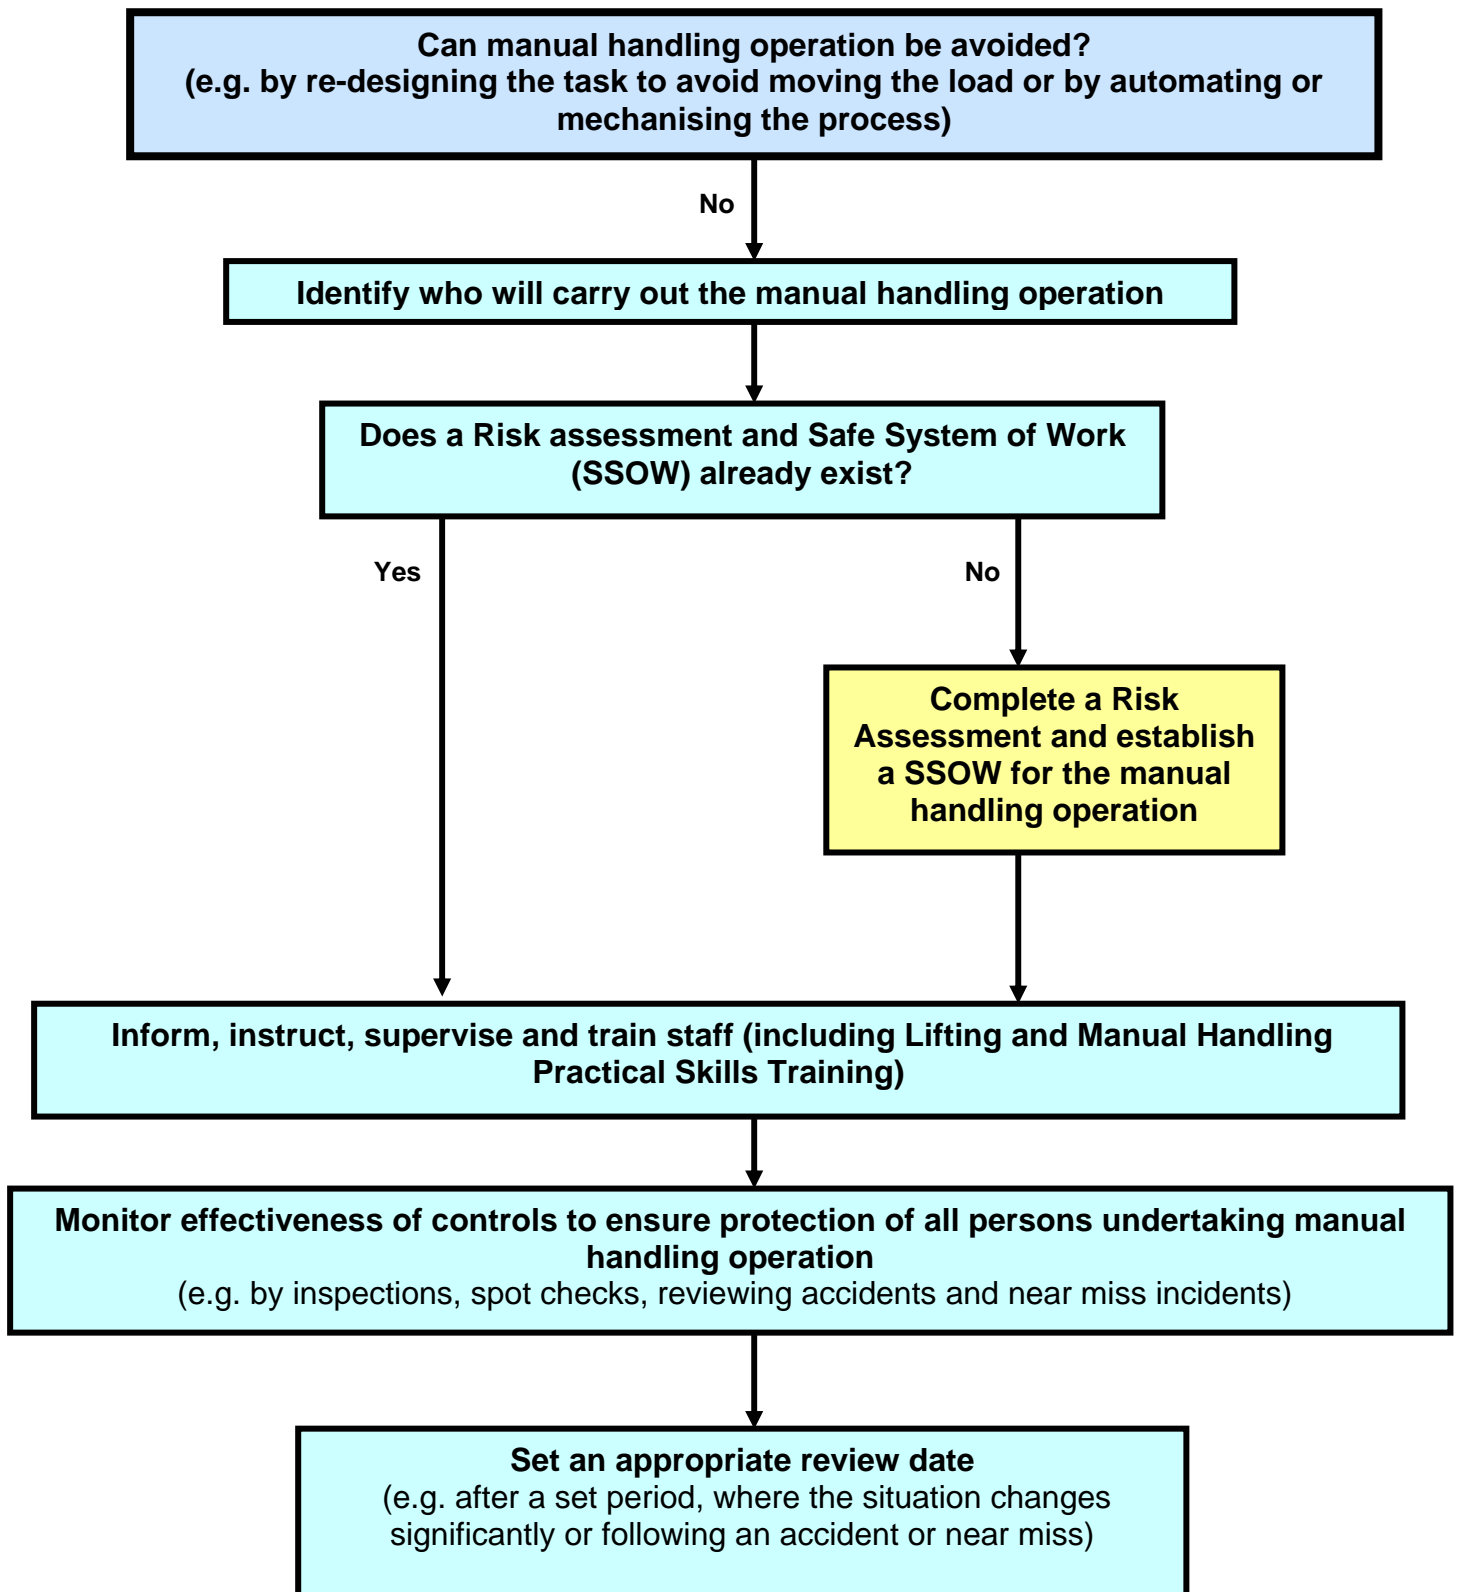 Can manual handling operation be avoided?
(e.g. by re-designing the task to avoid moving the load or by automating or
mechanising the process)
No
Identify who will carry out the manual handling operation
Does a Risk assessment and Safe System of Work
(SSOW) already exist?
Yes
No
Complete a Risk
Assessment and establish
a SSOW for the manual
handling operation
Inform, instruct, supervise and train staff (including Lifting and Manual Handling
Practical Skills Training)
Monitor effectiveness of controls to ensure protection of all persons undertaking manual
handling operation
(e.g. by inspections, spot checks, reviewing accidents and near miss incidents)
Set an appropriate review date
(e.g. after a set period, where the situation changes
significantly or following an accident or near miss)